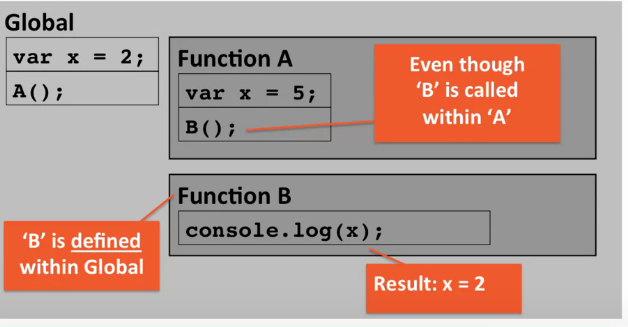 Global
var x = 2;
A();
Function A
var x = 5;
B();
Even though
‘B’ is called
within ‘A’
Function B
console.log(x);
‘B’ is defined
within Global
Result: x = 2